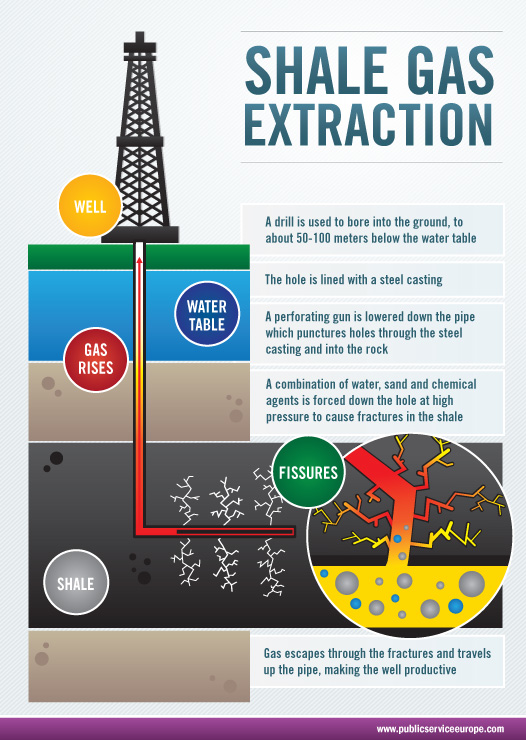 SHALE GAS
EXTRACTION
WELL
A drill is used to bore into the ground, to
about 50-100 meters below the water table
The hole is lined with a steel casting
WATER
TABLE
A perforating gun is lowered down the pipe
which punctures holes through the steel
casting and into the rock
GAS
RISES
A combination of water, sand and chemical
agents is forced down the hole at high
pressure to cause fractures in the shale
FISSURES
SHALE
Gas escapes through the fractures and travels
up the pipe, making the well productive
www.publicserviceeurope.com